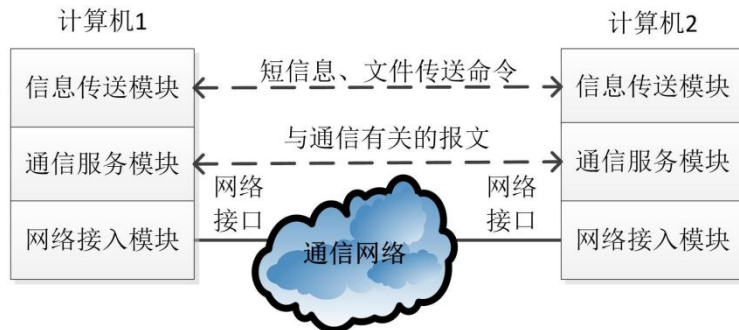 计算机1
计算机2
信息传送模块
短信息、文件传送命令
信息传送模块
通信服务模块
与通信有关的报文
通信服务模块
网络
接口
网络
接口
网络接入模块
通信网络
网络接入模块